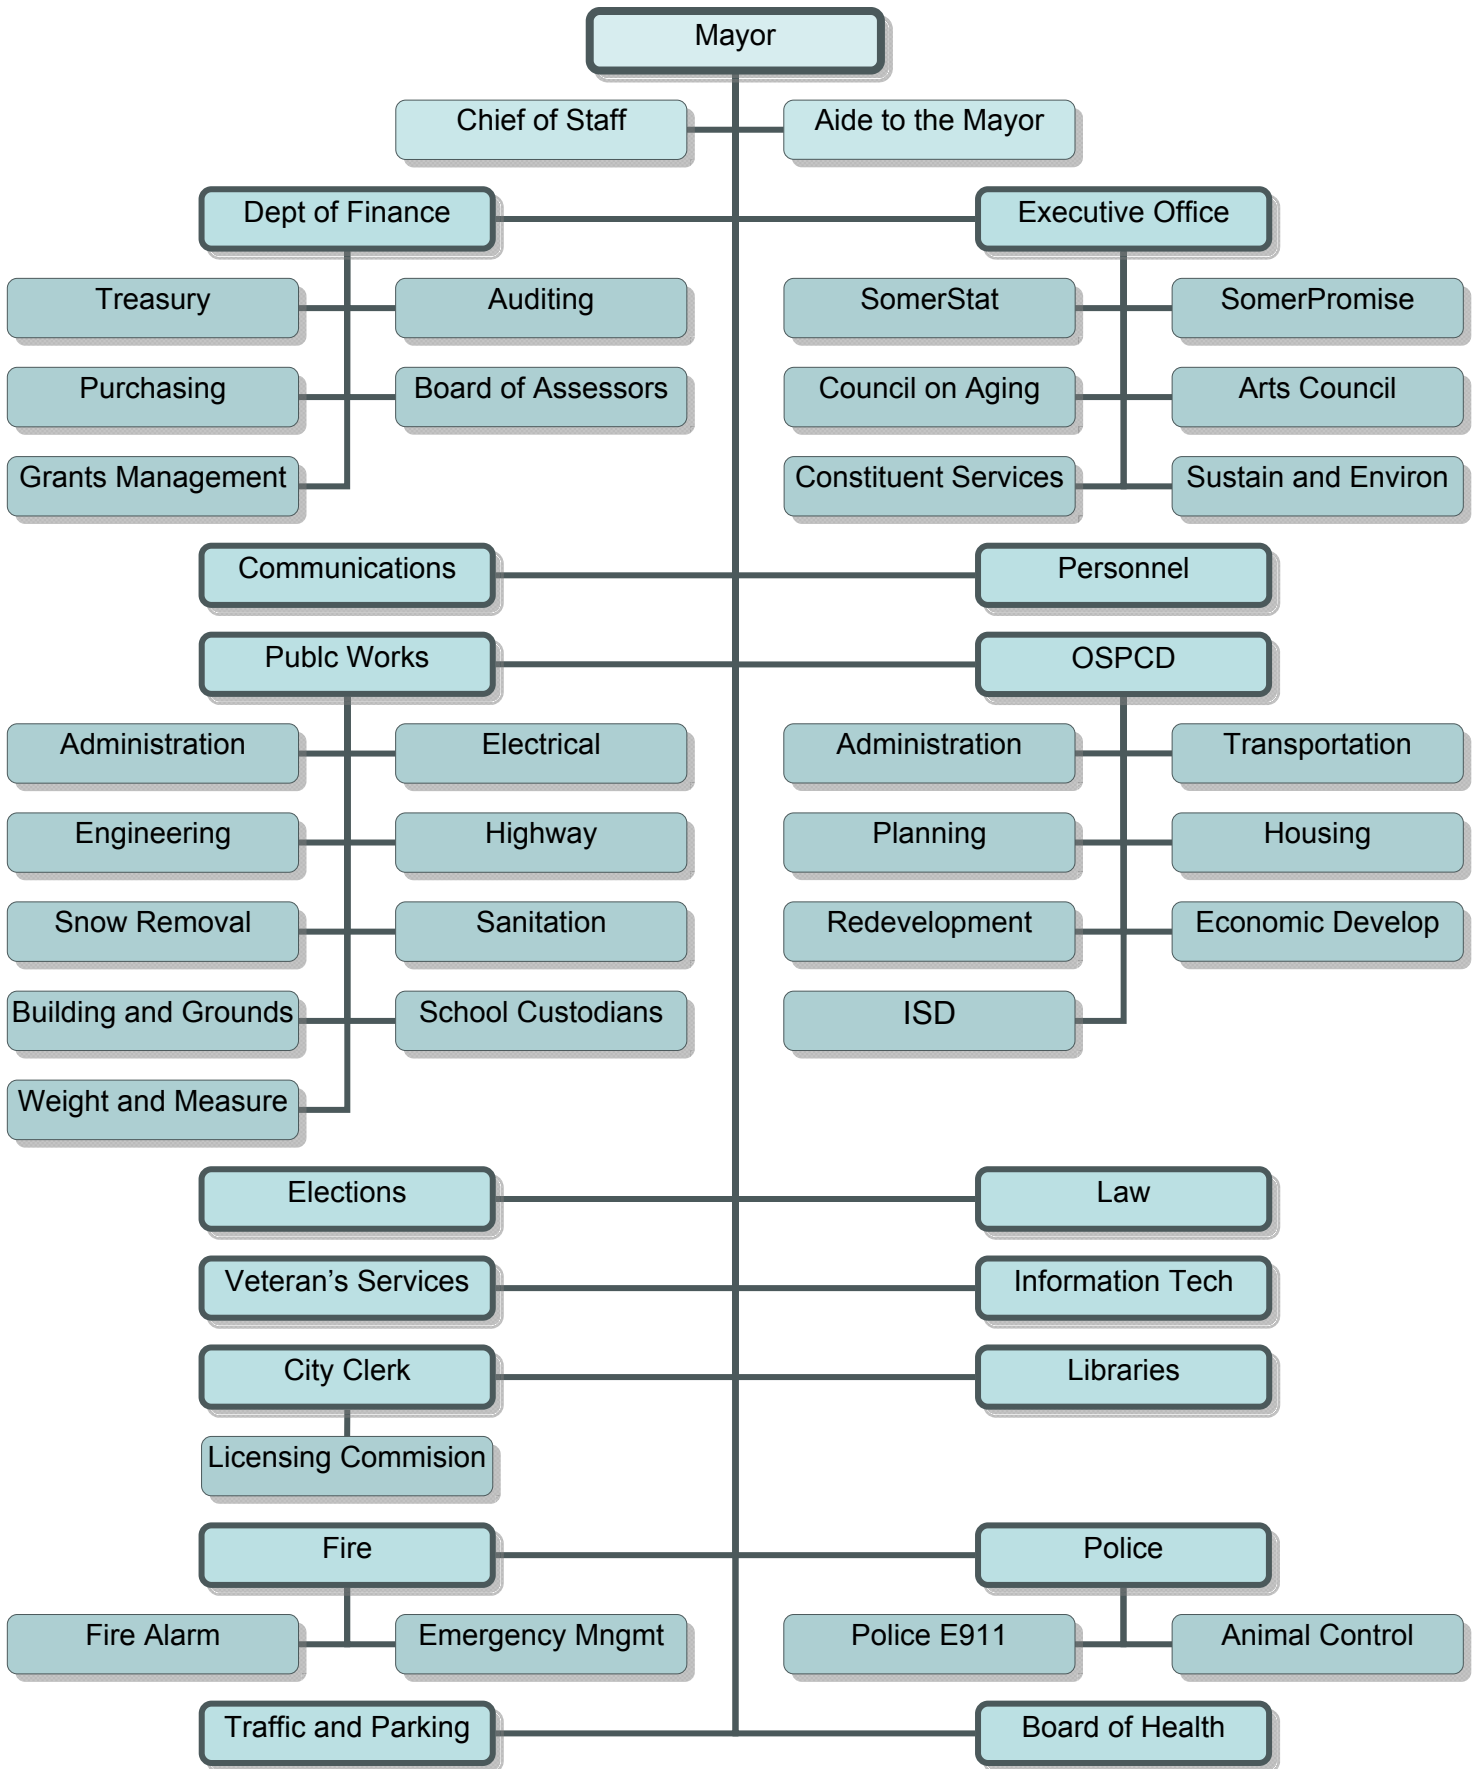 Mayor
Chief of Staff
Aide to the Mayor
Dept of Finance
Executive Office
Treasury
Auditing
SomerStat
SomerPromise
Purchasing
Board of Assessors
Council on Aging
Arts Council
Grants Management
Constituent Services
Sustain and Environ
Communications
Personnel
Publc Works
OSPCD
Administration
Electrical
Administration
Transportation
Engineering
Highway
Planning
Housing
Snow Removal
Sanitation
Redevelopment
Economic Develop
Building and Grounds
School Custodians
ISD
Weight and Measure
Elections
Law
Veteran’s Services
Information Tech
City Clerk
Libraries
Licensing Commision
Fire
Police
Fire Alarm
Emergency Mngmt
Police E911
Animal Control
Traffic and Parking
Board of Health